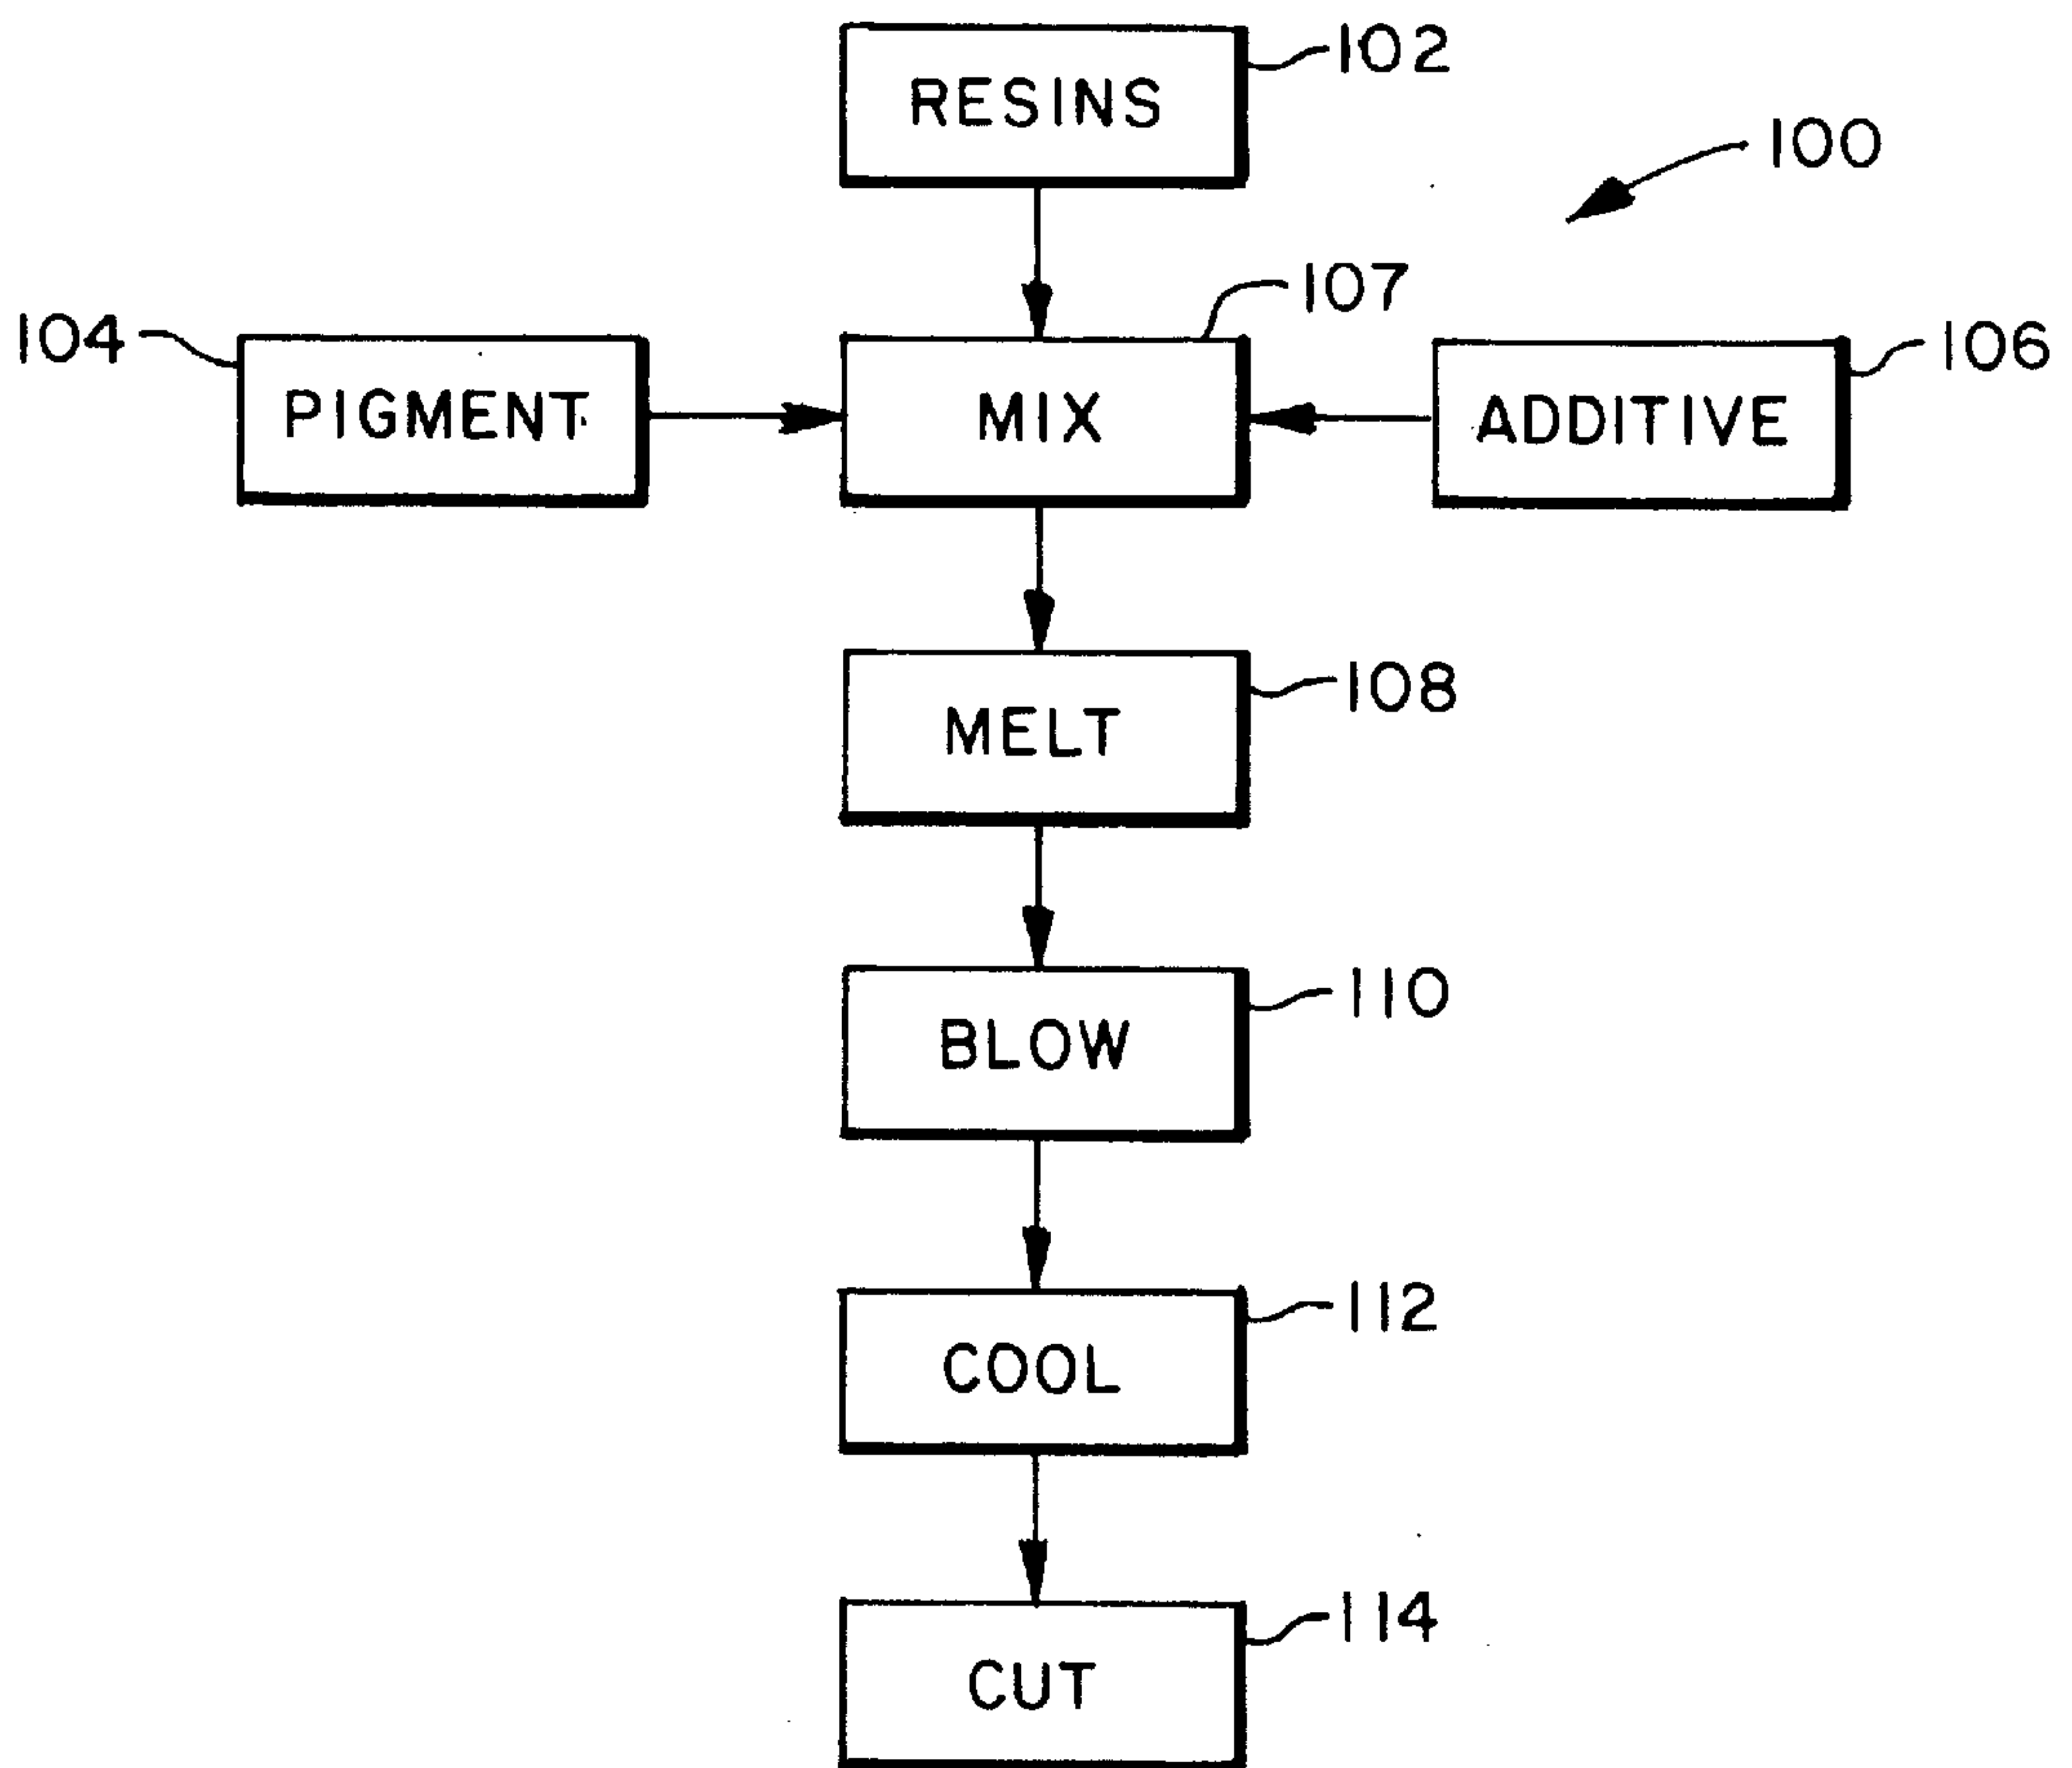 RESINS
102
100
104
PIGMENT
MIX
107
ADDITIVE
106
MELT
108
BLOW
110
COOL
112
CUT
114